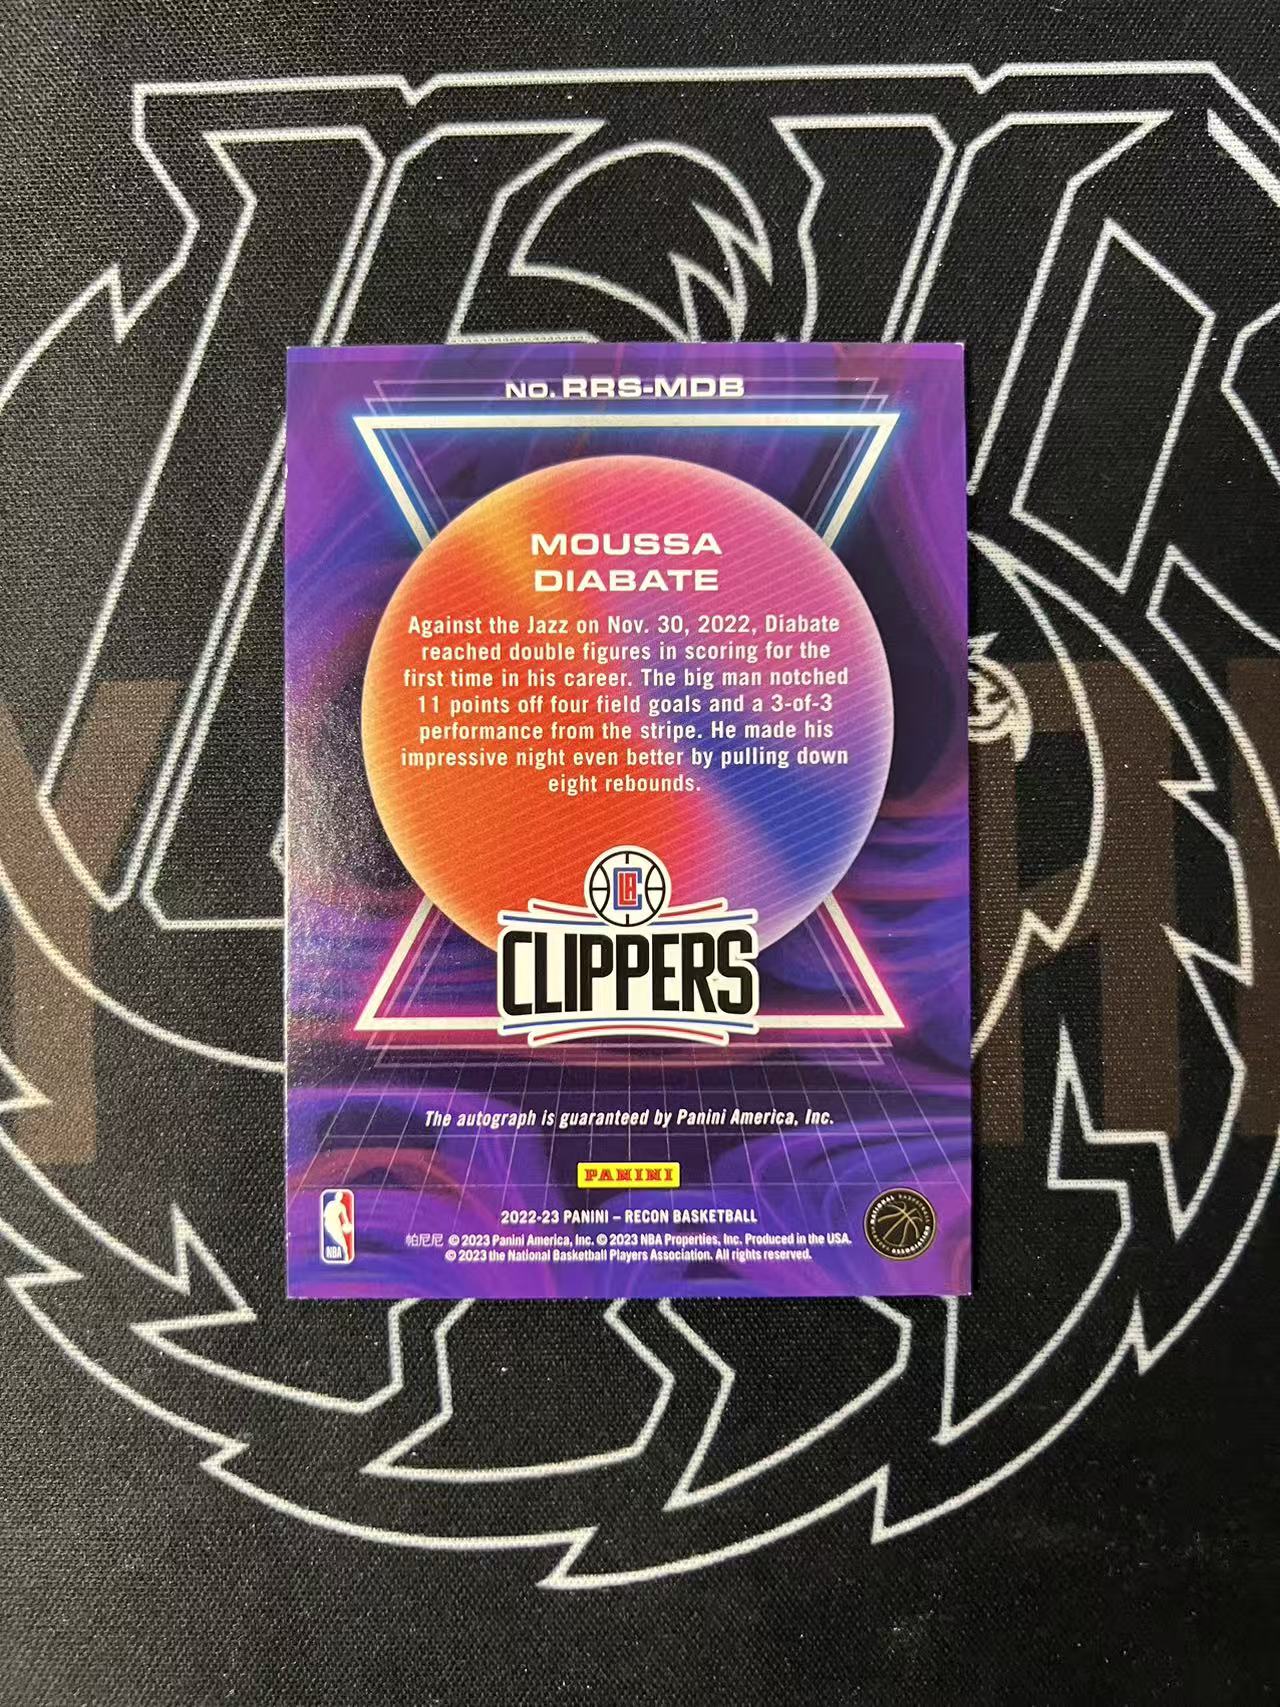 NO. RRS-MDB
MOUSSA
DIABATE
Against the Jazz on Nov. 30, 2022, Diabate
reached double figures in scoring for the
first time in his career. The big man notched
11 points off four field goals and a 3-of-3
performance from the stripe. He made his
impressive night even better by pulling down
eight rebounds.
LAC
CLIPPERS
The autograph is guaranteed by Panini America, Inc.
PANINI
2022-23 PANINI – RECON BASKETBALL
帕尼尼 © 2023 Panini America, Inc. © 2023 NBA Properties, Inc. Produced in the USA.
© 2023 the National Basketball Players Association. All rights reserved.
NBA
NATIONAL BASKETBALL
PLAYERS ASSOCIATION